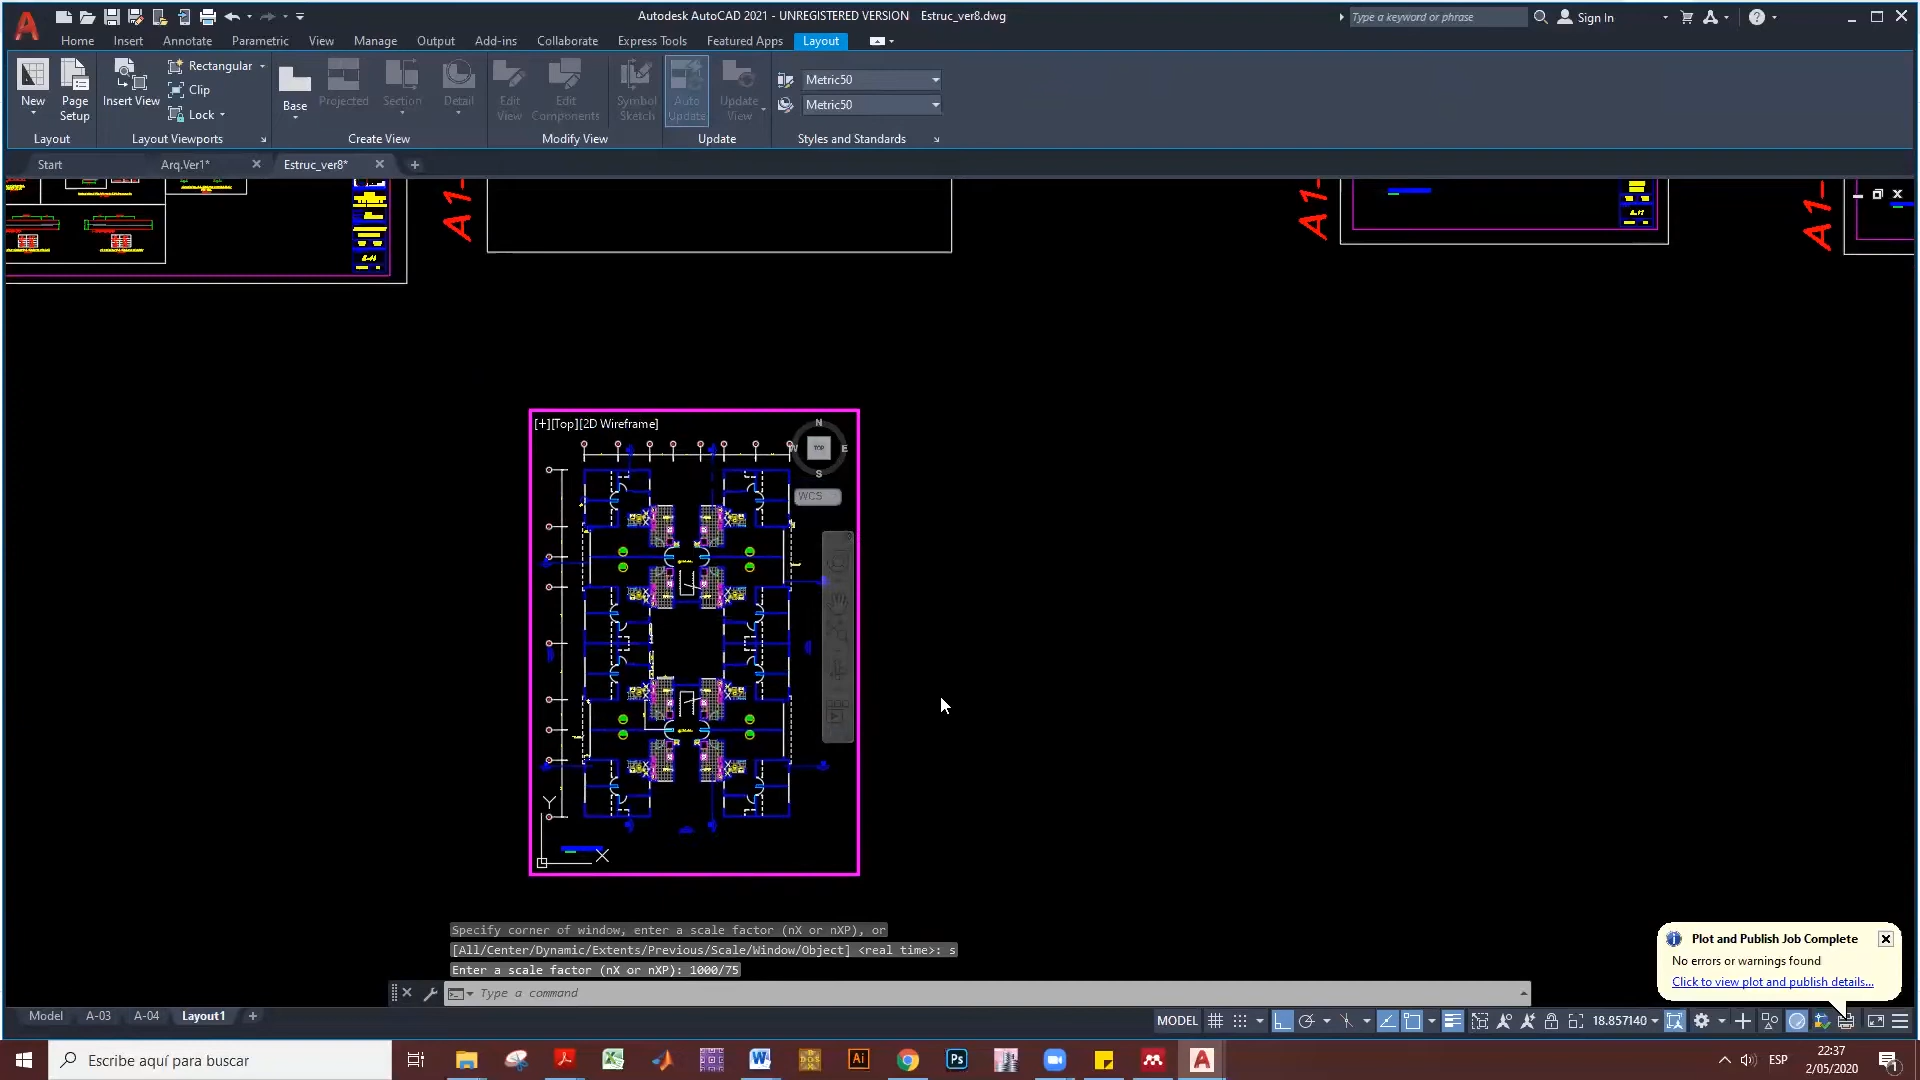 Autodesk AutoCAD 2021 - UNREGISTERED VERSION Estruc_ver8.dwg
Type a keyword or phrase
Sign In
Home Insert Annotate Parametric View Manage Output Add-ins Collaborate Express Tools Featured Apps Layout
New
Page Setup
Insert View
Rectangular
Clip
Lock
Base
Projected
Section
Detail
Edit View
Edit Components
Symbol Sketch
Auto Update
Update View
Metric50
Metric50
Layout
Layout Viewports
Create View
Modify View
Update
Styles and Standards
Start
Arq.Ver1*
Estruc_ver8*
A1-
A1-
A1-
[+][Top][2D Wireframe]
N
W
TOP
E
S
WCS
Y
X
Specify corner of window, enter a scale factor (nX or nXP), or
[All/Center/Dynamic/Extents/Previous/Scale/Window/Object] <real time>: s
Enter a scale factor (nX or nXP): 1000/75
Type a command
Plot and Publish Job Complete
No errors or warnings found
Click to view plot and publish details...
Model A-03 A-04 Layout1
MODEL
18.857140
Escribe aquí para buscar
ESP
22:37
2/05/2020